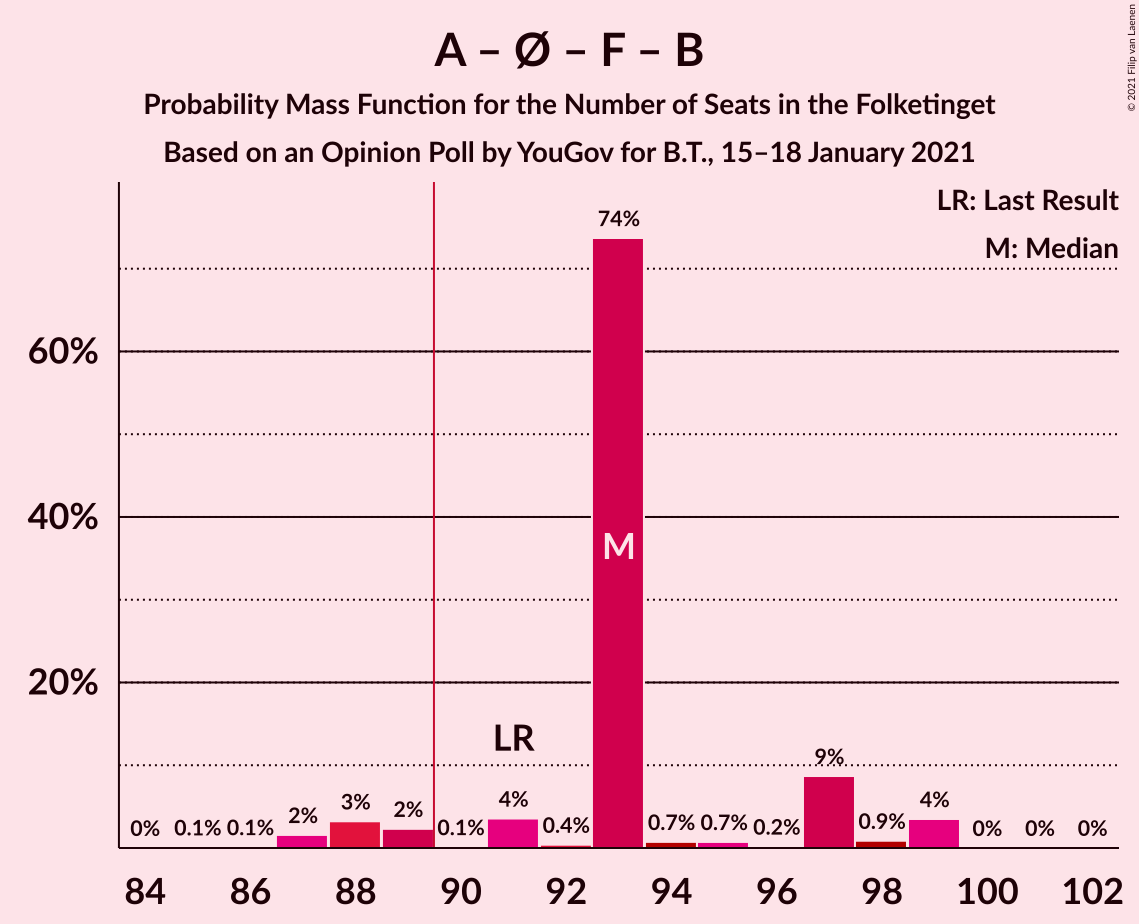 A – Ø – F – B
Probability Mass Function for the Number of Seats in the Folketinget
Based on an Opinion Poll by YouGov for B.T., 15–18 January 2021
© 2021 Filip van Laenen
LR: Last Result
M: Median
74%
60%
M
40%
20%
LR
0% 0.1% 0.1% 2% 3% 2% 0.1% 4% 0.4% 0.7% 0.7% 0.2% 9% 0.9% 4% 0% 0% 0%
84 86 88 90 92 94 96 98 100 102